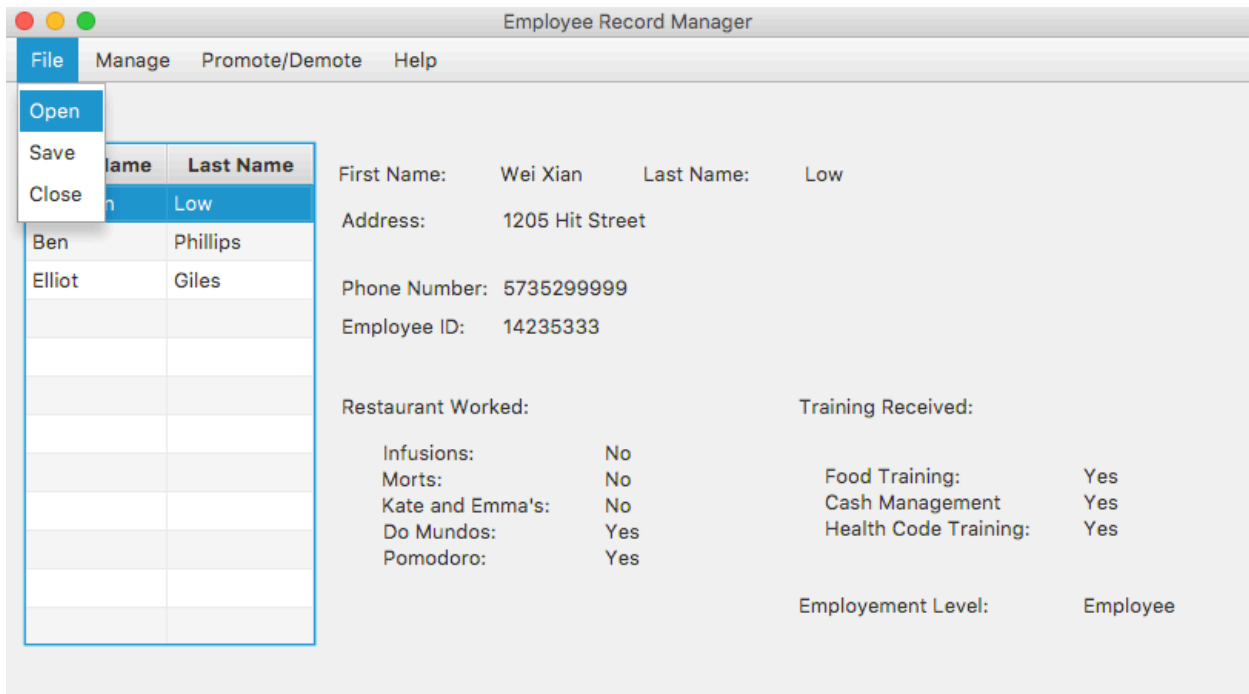 Employee Record Manager
File Manage Promote/Demote Help
Open
Save
Close
Last Name
Low
Ben Phillips
Elliot Giles
First Name: Wei Xian Last Name: Low
Address: 1205 Hit Street
Phone Number: 5735299999
Employee ID: 14235333
Restaurant Worked:
Infusions: No
Morts: No
Kate and Emma's: No
Do Mundos: Yes
Pomodoro: Yes
Training Received:
Food Training: Yes
Cash Management Yes
Health Code Training: Yes
Employement Level: Employee